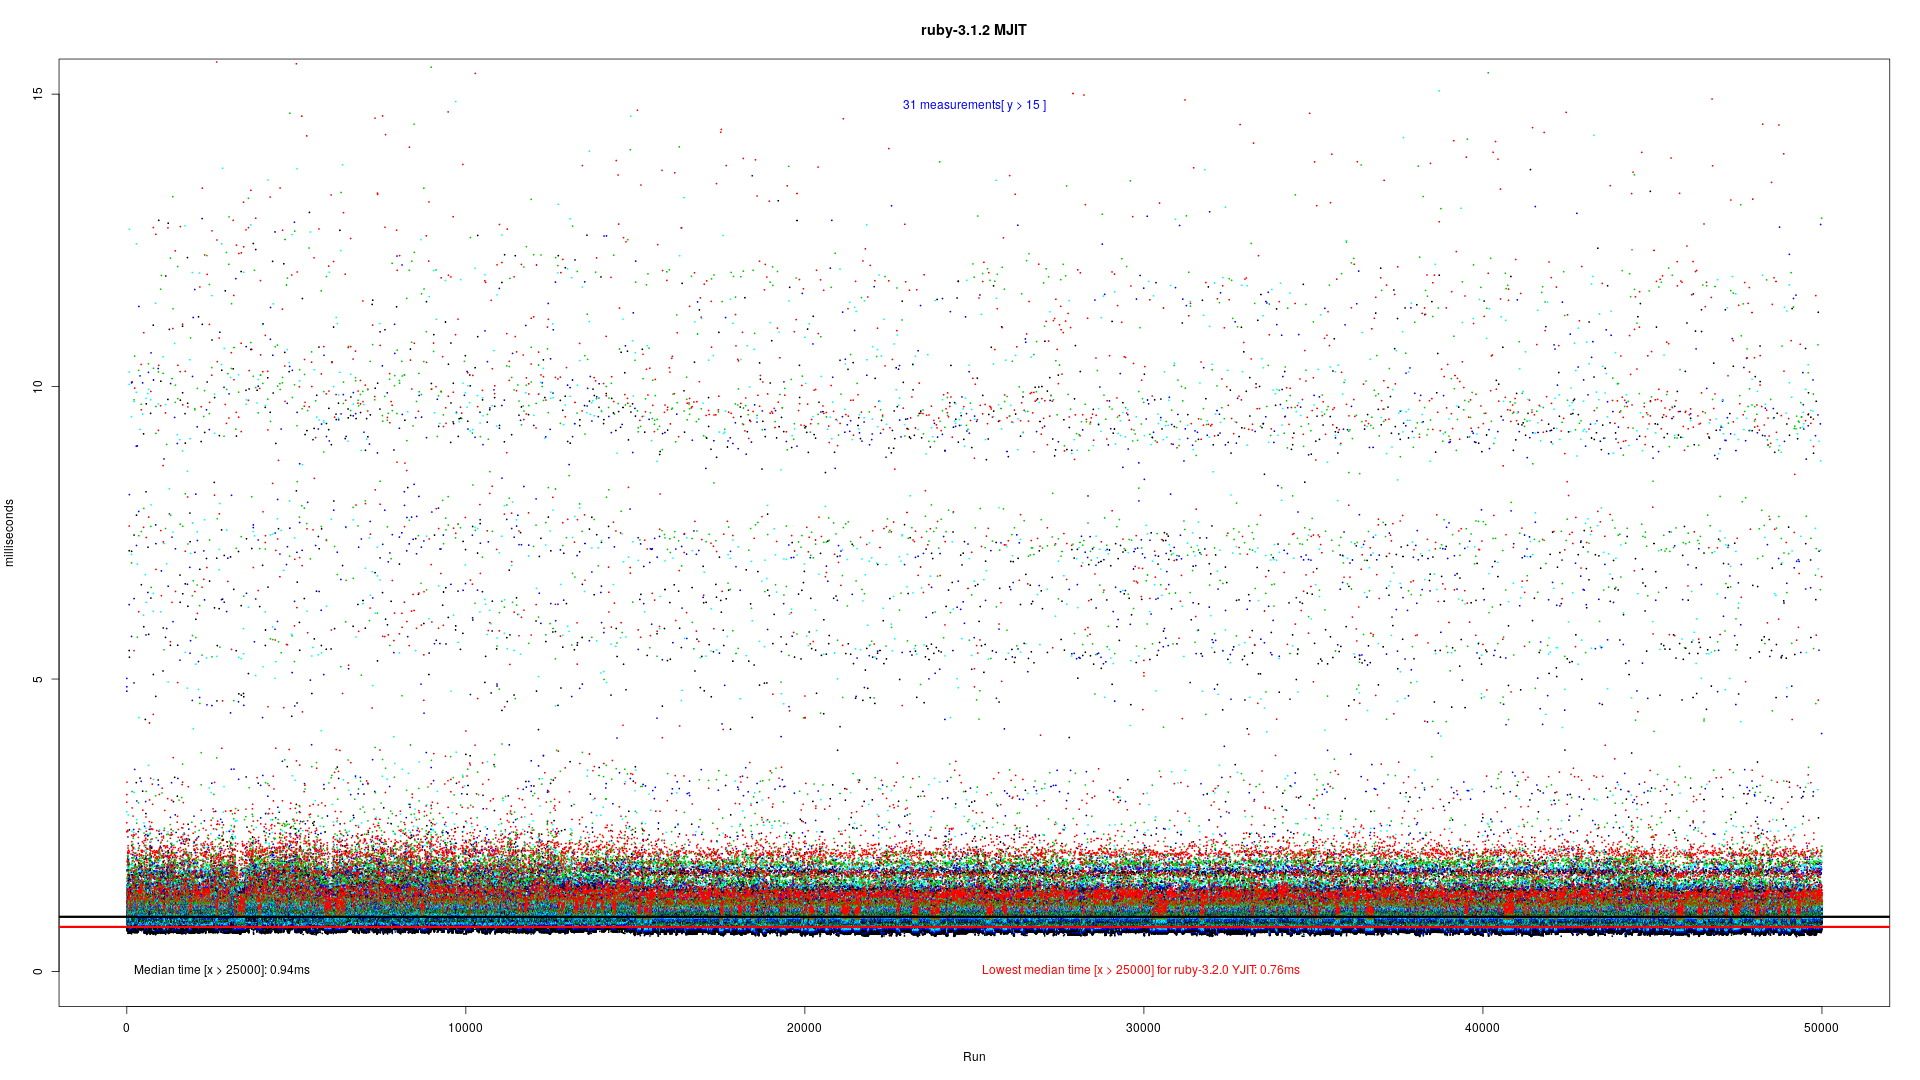 ruby-3.1.2 MJIT
31 measurements[ y > 15 ]
milliseconds
15
10
5
0
Median time [x > 25000]: 0.94ms
Lowest median time [x > 25000] for ruby-3.2.0 YJIT: 0.76ms
0
10000
20000
30000
40000
50000
Run